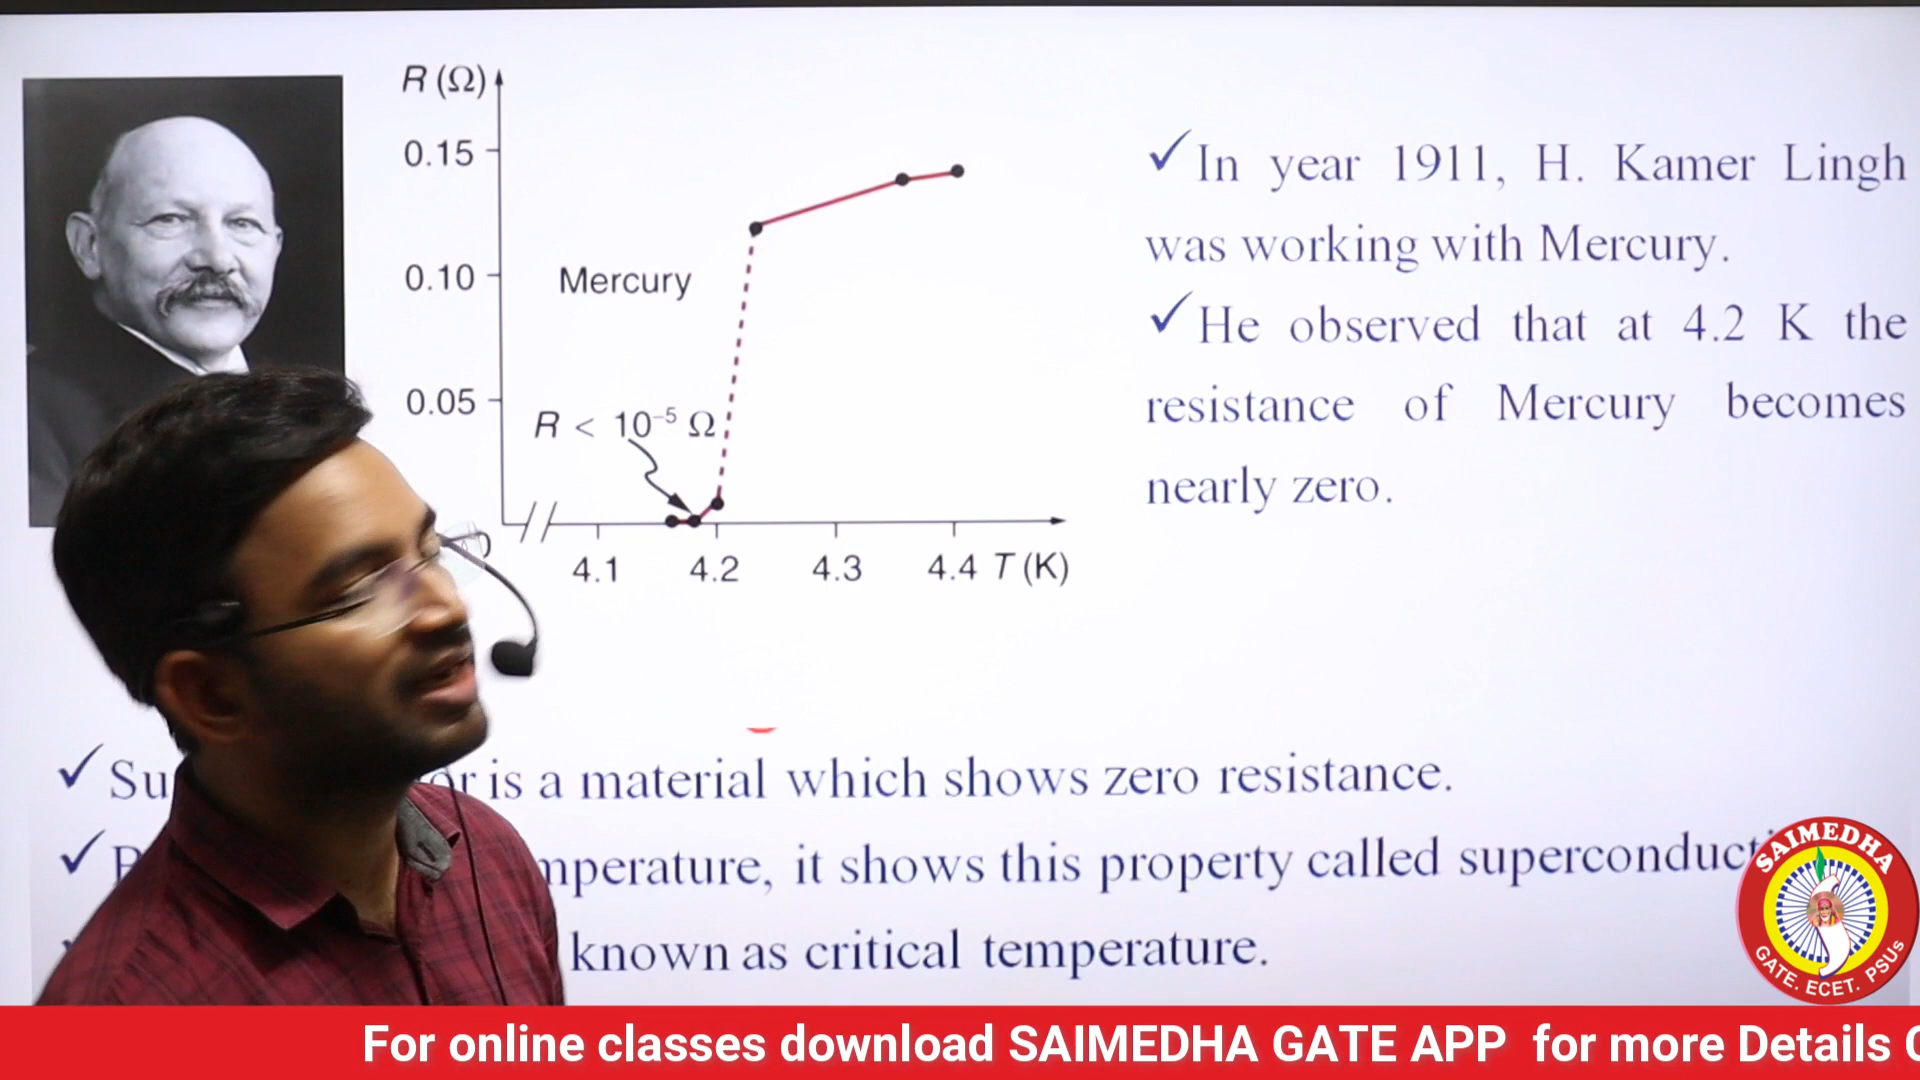 R (Ω)
0.15
0.10
0.05
Mercury
R < 10⁻⁵ Ω
4.1 4.2 4.3 4.4 T (K)
✓In year 1911, H. Kamer Lingh
was working with Mercury.
✓He observed that at 4.2 K the
resistance of Mercury becomes
nearly zero.
✓ is a material which shows zero resistance.
✓ it shows this property called
known as critical temperature.
SAIMEDHA
GATE. ECET. PSUs
For online classes download SAIMEDHA GATE APP for more Details